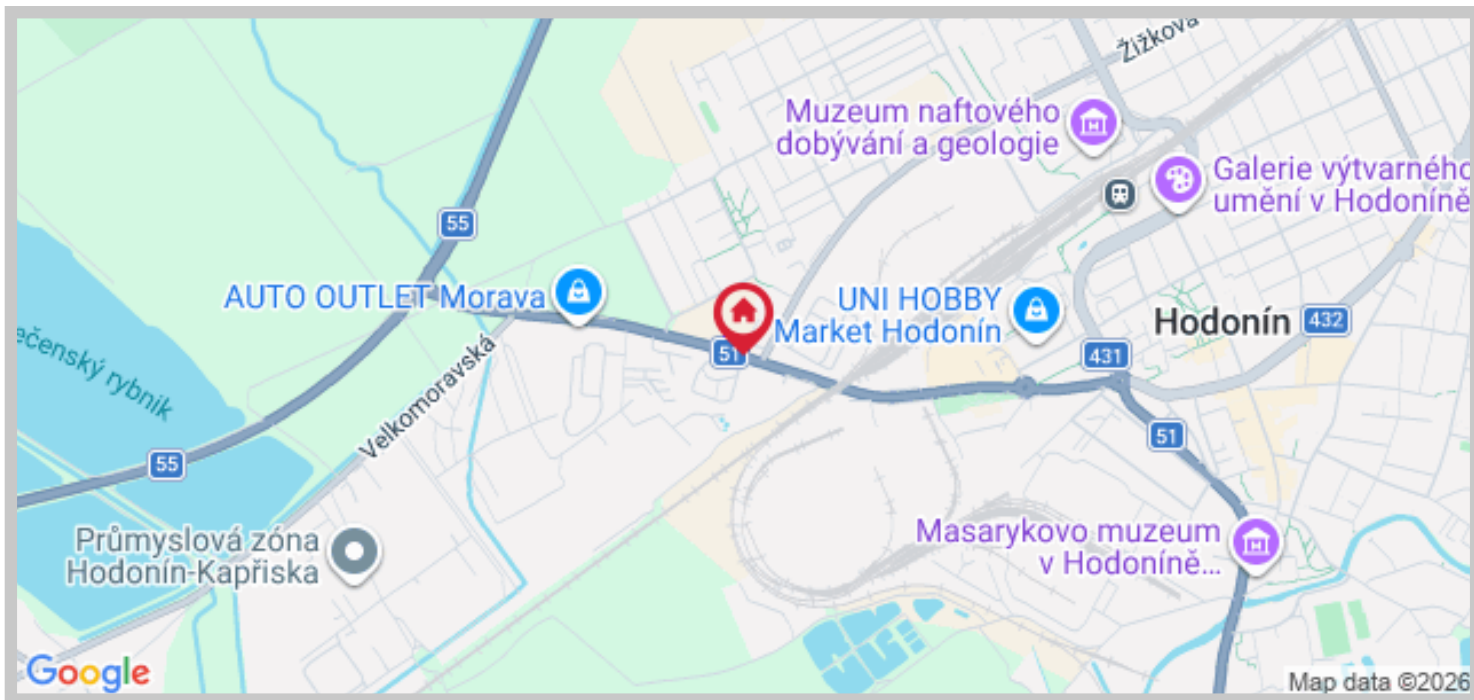 Žižkova
Muzeum naftového
dobývání a geologie
Galerie výtvarného
umění v Hodoníně
55
AUTO OUTLET Morava
UNI HOBBY
Market Hodonín
Hodonín
432
51
431
ečenský rybník
Velkomoravská
51
55
Průmyslová zóna
Hodonín-Kapřiska
Masarykovo muzeum
v Hodoníně...
Google
Map data ©2026